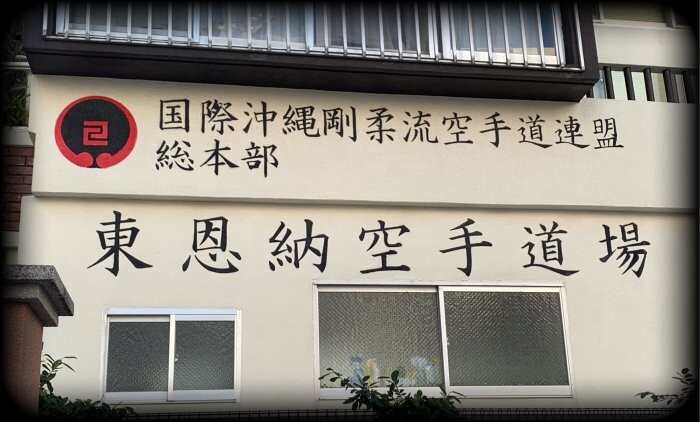 国際沖縄剛柔流空手道連盟
総本部
東恩納空手道場